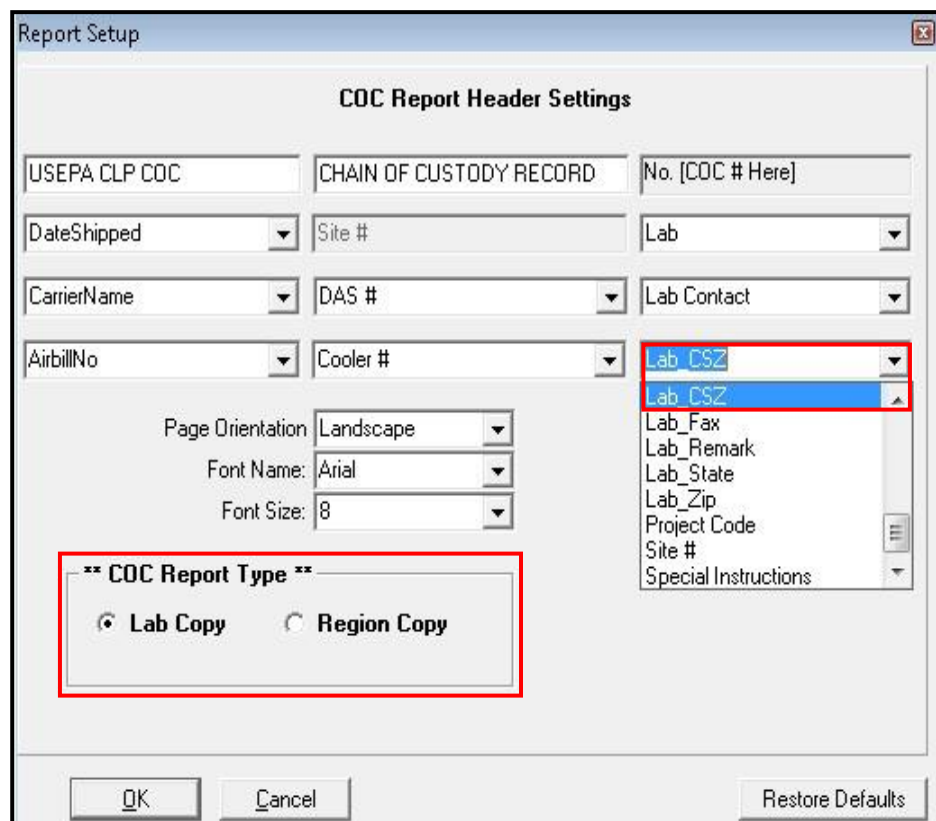 Report Setup
COC Report Header Settings
USEPA CLP COC CHAIN OF CUSTODY RECORD No. [COC # Here]
DateShipped Site # Lab
CarrierName DAS # Lab Contact
AirbillNo Cooler # Lab_CSZ
Lab_CSZ
Lab_Fax
Lab_Remark
Lab_State
Lab_Zip
Project Code
Site #
Special Instructions
Page Orientation Landscape
Font Name: Arial
Font Size: 8
** COC Report Type **
Lab Copy Region Copy
OK Cancel Restore Defaults